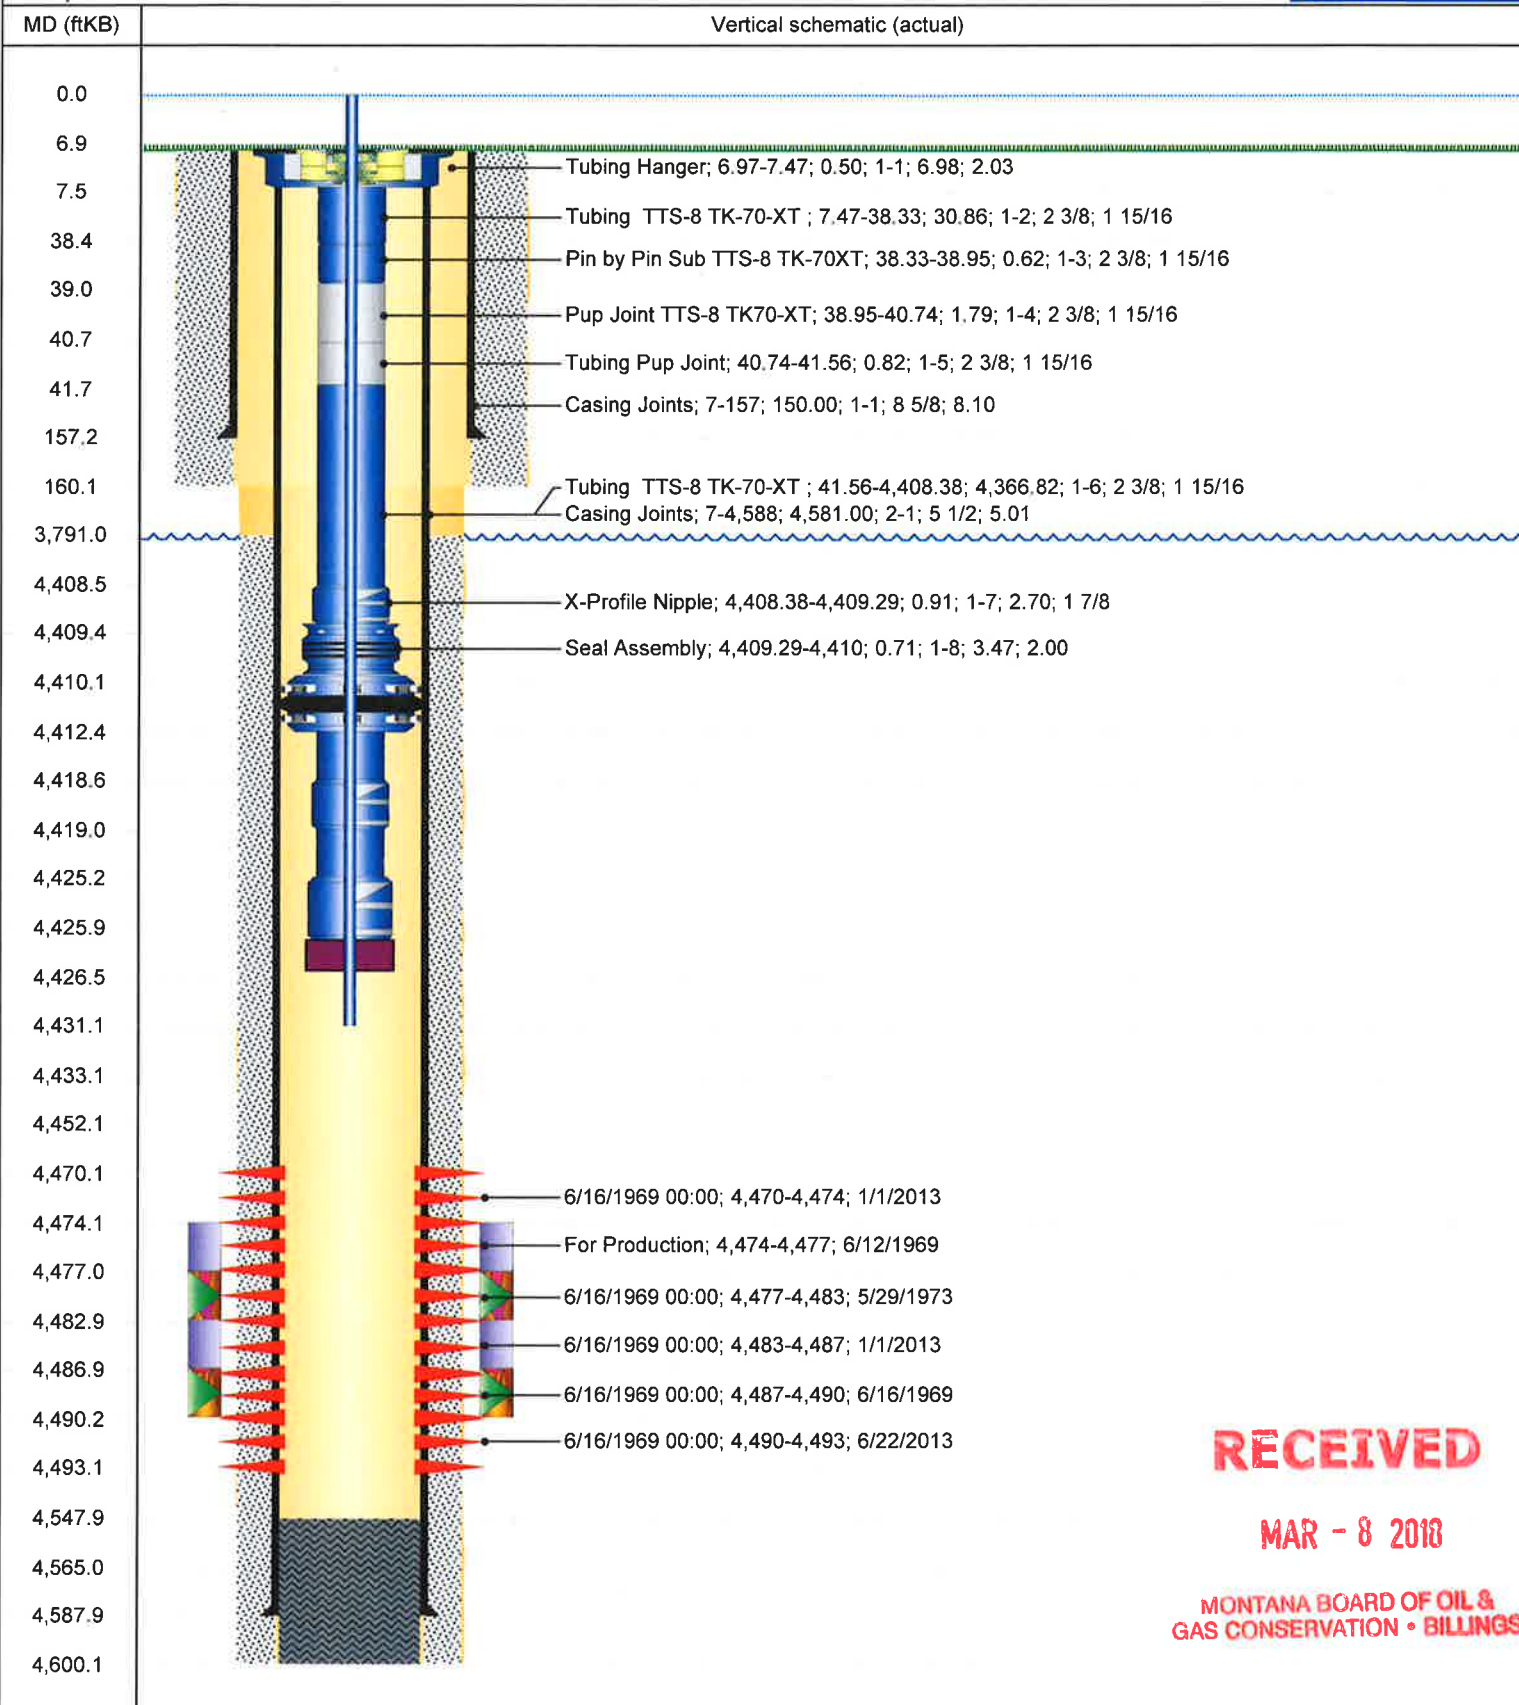 MD (ftKB)
Vertical schematic (actual)
0.0
6.9
Tubing Hanger; 6.97-7.47; 0.50; 1-1; 6.98; 2.03
7.5
Tubing TTS-8 TK-70-XT ; 7.47-38.33; 30.86; 1-2; 2 3/8; 1 15/16
38.4
Pin by Pin Sub TTS-8 TK-70XT; 38.33-38.95; 0.62; 1-3; 2 3/8; 1 15/16
39.0
Pup Joint TTS-8 TK70-XT; 38.95-40.74; 1.79; 1-4; 2 3/8; 1 15/16
40.7
Tubing Pup Joint; 40.74-41.56; 0.82; 1-5; 2 3/8; 1 15/16
41.7
Casing Joints; 7-157; 150.00; 1-1; 8 5/8; 8.10
157.2
160.1
Tubing TTS-8 TK-70-XT ; 41.56-4,408.38; 4,366.82; 1-6; 2 3/8; 1 15/16
Casing Joints; 7-4,588; 4,581.00; 2-1; 5 1/2; 5.01
3,791.0
4,408.5
X-Profile Nipple; 4,408.38-4,409.29; 0.91; 1-7; 2.70; 1 7/8
4,409.4
Seal Assembly; 4,409.29-4,410; 0.71; 1-8; 3.47; 2.00
4,410.1
4,412.4
4,418.6
4,419.0
4,425.2
4,425.9
4,426.5
4,431.1
4,433.1
4,452.1
4,470.1
6/16/1969 00:00; 4,470-4,474; 1/1/2013
4,474.1
For Production; 4,474-4,477; 6/12/1969
4,477.0
6/16/1969 00:00; 4,477-4,483; 5/29/1973
4,482.9
6/16/1969 00:00; 4,483-4,487; 1/1/2013
4,486.9
6/16/1969 00:00; 4,487-4,490; 6/16/1969
4,490.2
6/16/1969 00:00; 4,490-4,493; 6/22/2013
4,493.1
4,547.9
4,565.0
4,587.9
4,600.1
RECEIVED
MAR - 8 2018
MONTANA BOARD OF OIL &
GAS CONSERVATION • BILLINGS